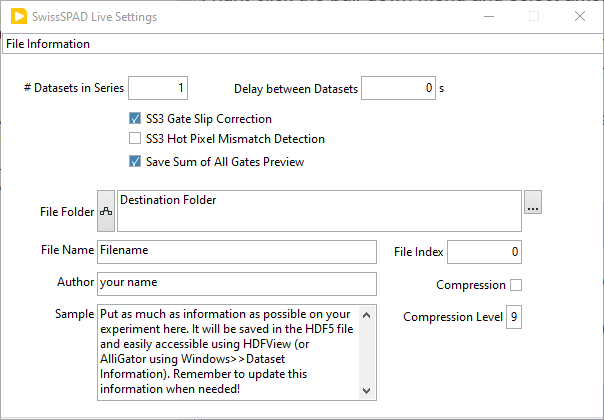 SwissSPAD Live Settings
File Information
# Datasets in Series 1 Delay between Datasets 0 s
SS3 Gate Slip Correction
SS3 Hot Pixel Mismatch Detection
Save Sum of All Gates Preview
File Folder Destination Folder ...
File Name Filename File Index 0
Author your name Compression
Sample Put as much as information as possible on your Compression Level 9
experiment here. It will be saved in the HDF5 file
and easily accessible using HDFView (or
AlliGator using Windows>>Dataset
Information). Remember to update this
information when needed!